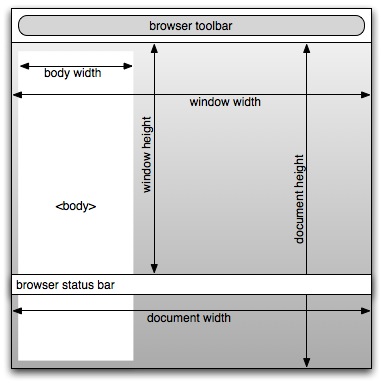 browser toolbar
body width
window width
window height
document height
<body>
browser status bar
document width